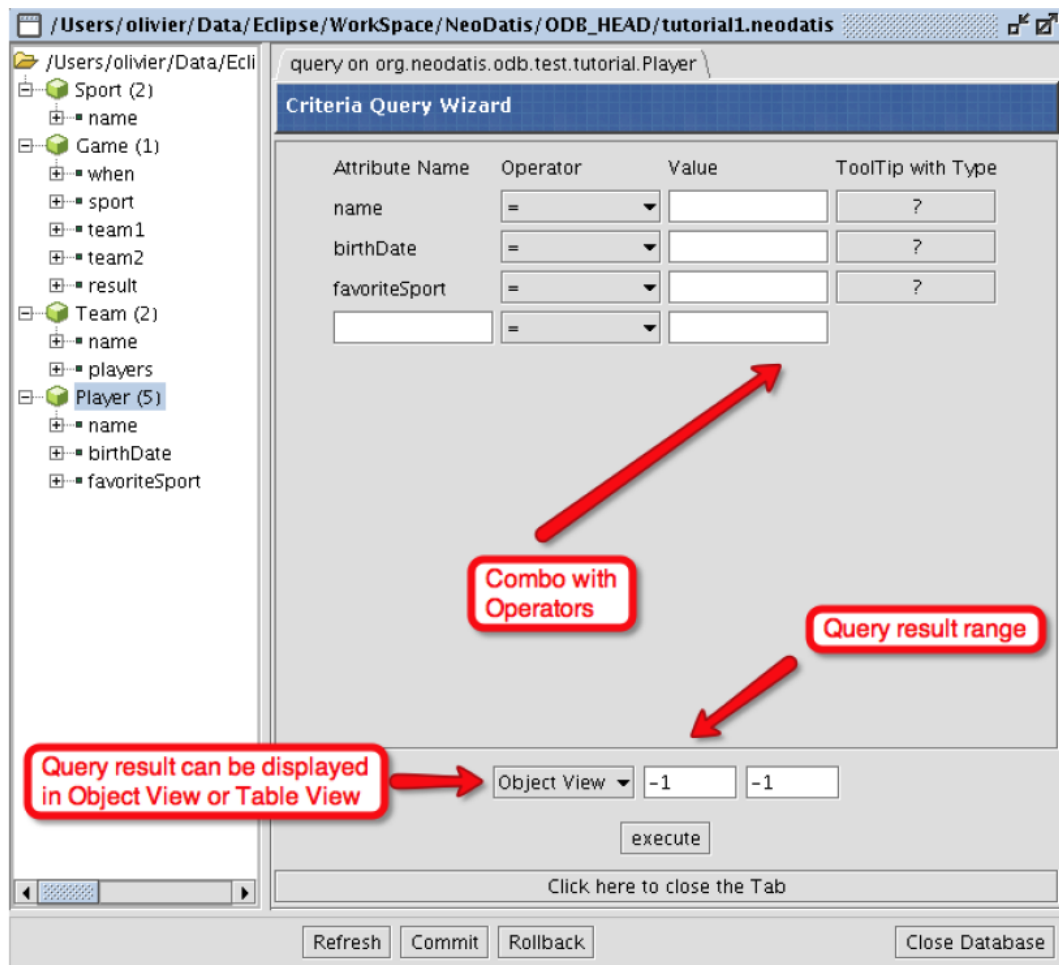 /Users/olivier/Data/Eclipse/WorkSpace/NeoDatis/ODB_HEAD/tutorial1.neodatis
/Users/olivier/Data/Ecli
Sport (2)
name
Game (1)
when
sport
team1
team2
result
Team (2)
name
players
Player (5)
name
birthDate
favoriteSport
query on org.neodatis.odb.test.tutorial.Player
Criteria Query Wizard
Attribute Name Operator Value ToolTip with Type
name = ?
birthDate = ?
favoriteSport = ?
=
Combo with
Operators
Query result range
Query result can be displayed
in Object View or Table View
Object View -1 -1
execute
Click here to close the Tab
Refresh Commit Rollback Close Database